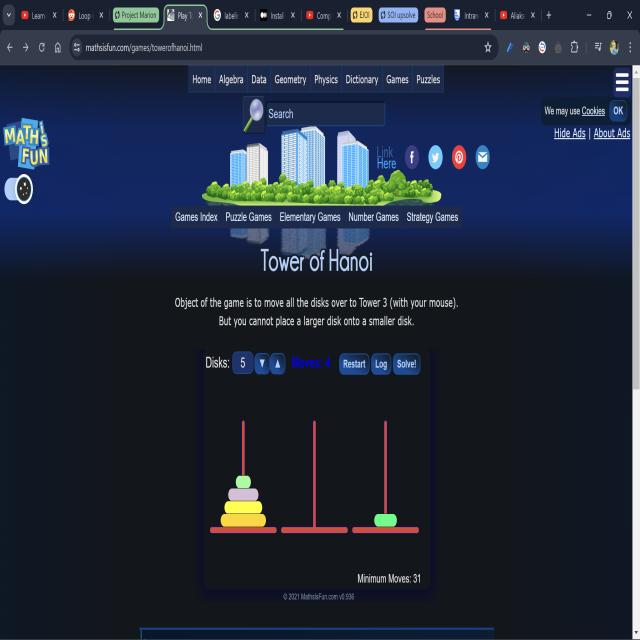 Learn
Loop
Project Marion
Play T
labelii
Instal
Comp
EJOI
SOI upsolve
School
Intran
Aliako
mathsisfun.com/games/towerofhanoi.html
Home Algebra Data Geometry Physics Dictionary Games Puzzles
Search
We may use Cookies OK
Hide Ads | About Ads
MATH'S FUN
Link Here
Games Index Puzzle Games Elementary Games Number Games Strategy Games
Tower of Hanoi
Object of the game is to move all the disks over to Tower 3 (with your mouse).
But you cannot place a larger disk onto a smaller disk.
Disks: 5 ▼ ▲ Moves: 4 Restart Log Solve!
Minimum Moves: 31
© 2021 MathsIsFun.com v0.936